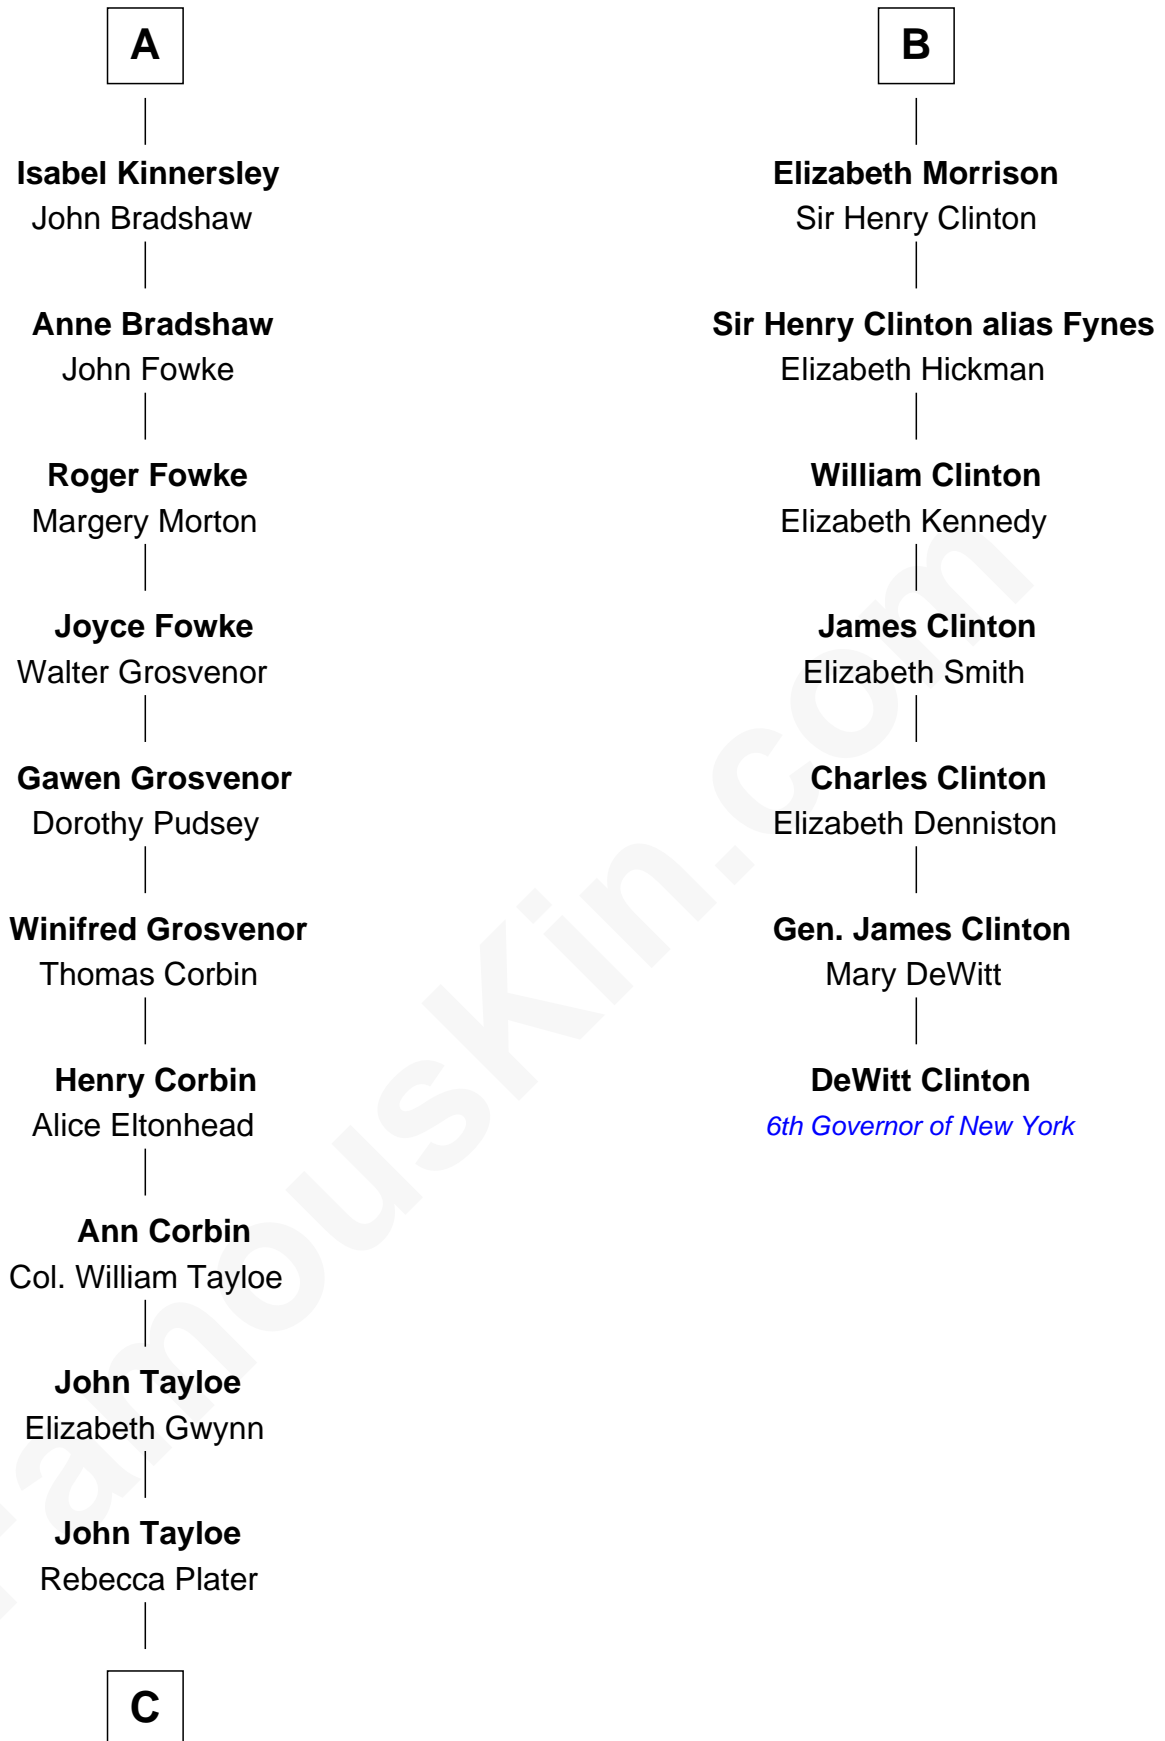 A
Isabel Kinnersley
John Bradshaw
Anne Bradshaw
John Fowke
Roger Fowke
Margery Morton
Joyce Fowke
Walter Grosvenor
Gawen Grosvenor
Dorothy Pudsey
Winifred Grosvenor
Thomas Corbin
Henry Corbin
Alice Eltonhead
Ann Corbin
Col. William Tayloe
John Tayloe
Elizabeth Gwynn
John Tayloe
Rebecca Plater
C
B
Elizabeth Morrison
Sir Henry Clinton
Sir Henry Clinton alias Fynes
Elizabeth Hickman
William Clinton
Elizabeth Kennedy
James Clinton
Elizabeth Smith
Charles Clinton
Elizabeth Denniston
Gen. James Clinton
Mary DeWitt
DeWitt Clinton
6th Governor of New York
FamousKin.com